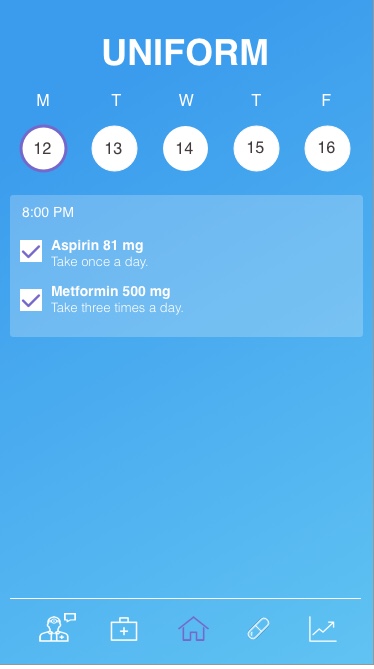 UNIFORM
M T W T F
12 13 14 15 16
8:00 PM
Aspirin 81 mg
Take once a day.
Metformin 500 mg
Take three times a day.